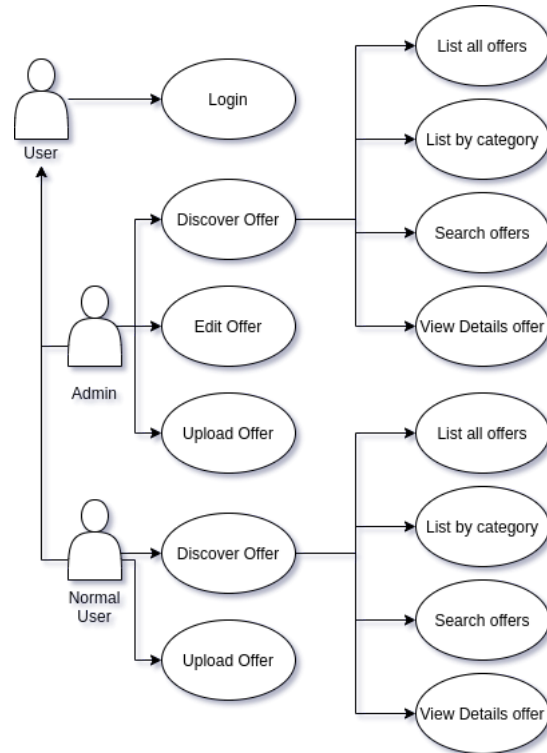 List all offers
Login
List by category
User
Discover Offer
Search offers
Edit Offer
View Details offer
Admin
Upload Offer
List all offers
List by category
Discover Offer
Normal
User
Search offers
Upload Offer
View Details offer